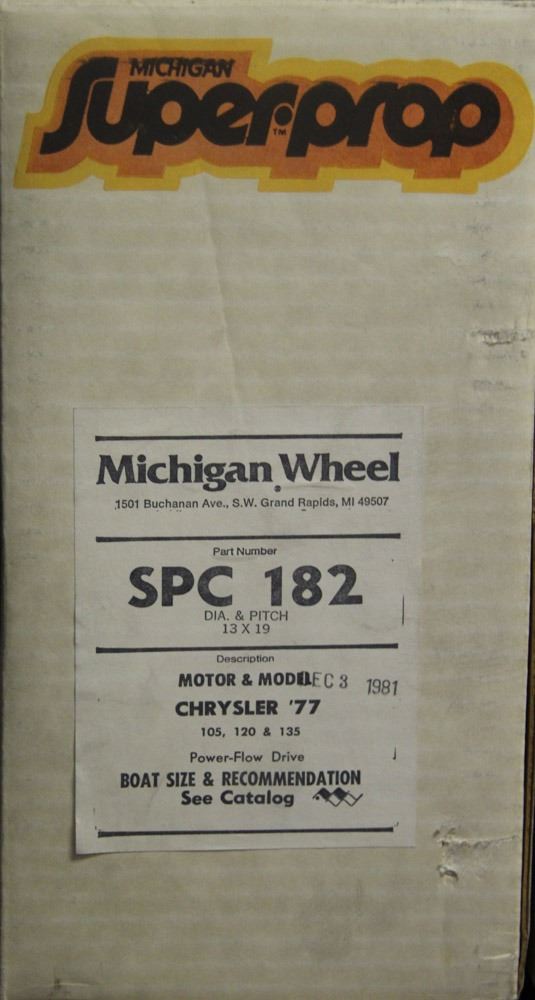 MICHIGAN
Super•prop
TM
Michigan Wheel
1501 Buchanan Ave., S.W. Grand Rapids, MI 49507
Part Number
SPC 182
DIA. & PITCH
13 X 19
Description
MOTOR & MODEL DEC 3 1981
CHRYSLER '77
105, 120 & 135
Power-Flow Drive
BOAT SIZE & RECOMMENDATION
See Catalog